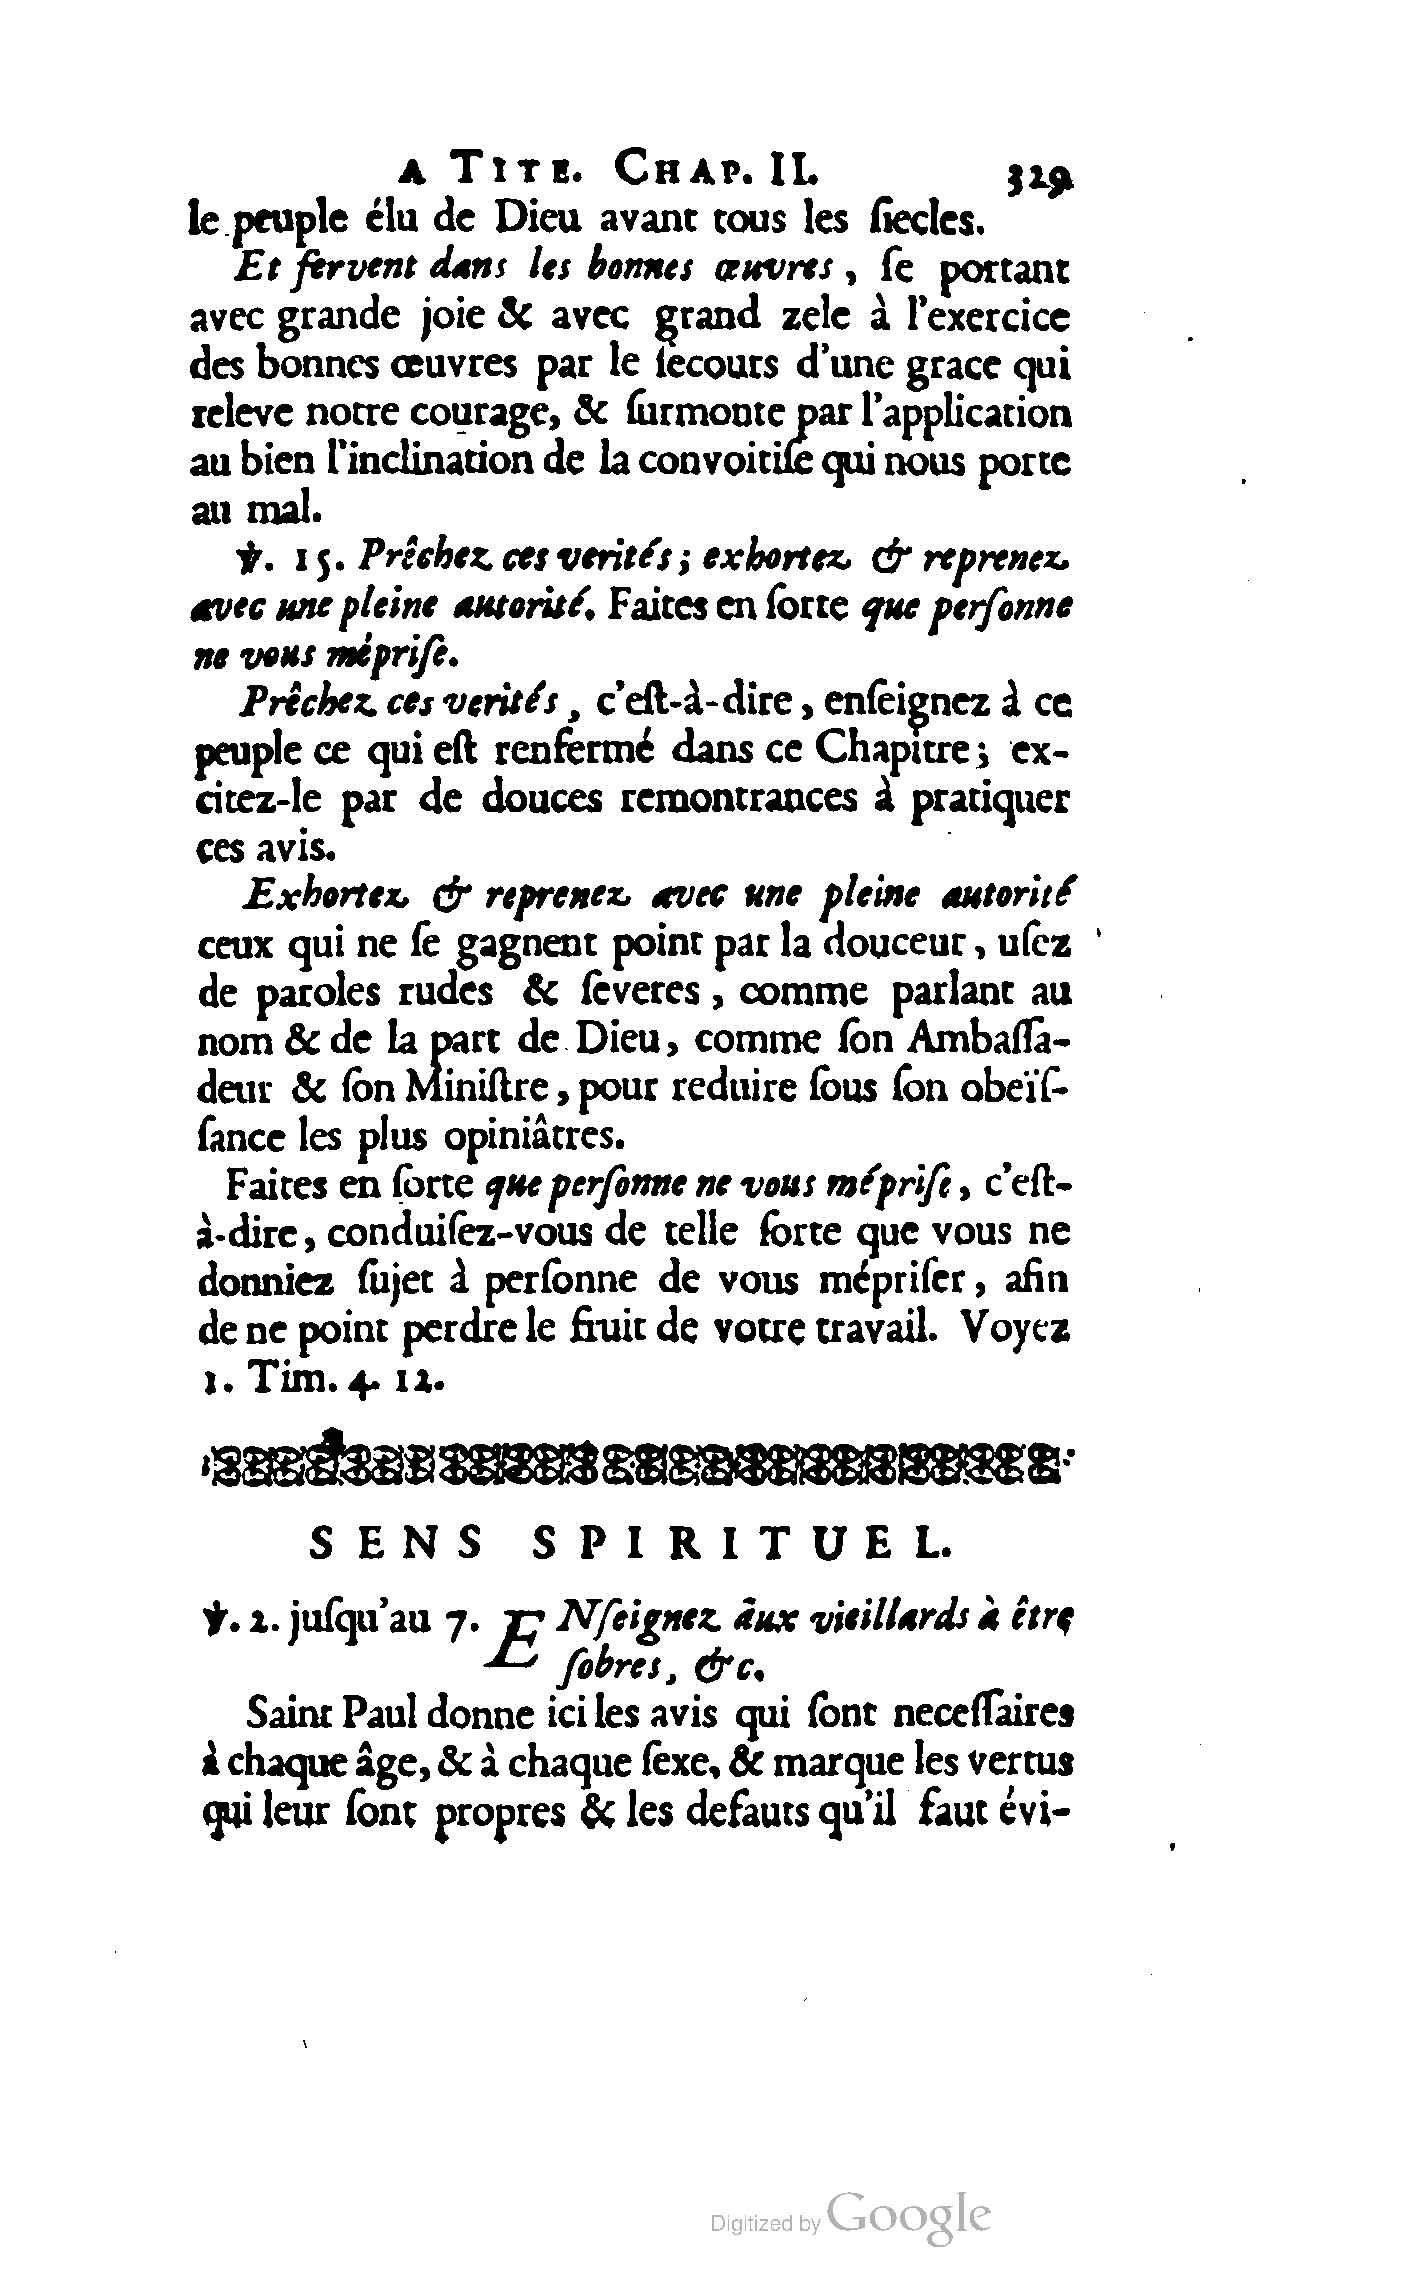 A TITE. CHAP. II. 329
le peuple élu de Dieu avant tous les ſiecles.
Et fervent dans les bonnes œuvres, ſe portant
avec grande joie & avec grand zele à l'exercice
des bonnes œuvres par le ſecours d'une grace qui
releve notre courage, & ſurmonte par l'application
au bien l'inclination de la convoitiſe qui nous porte
au mal.
℣. 15. Prêchez ces verités; exhortez & reprenez
avec une pleine autorité. Faites en ſorte que perſonne
ne vous mépriſe.
Prêchez ces verités, c'eſt-à-dire, enſeignez à ce
peuple ce qui eſt renfermé dans ce Chapitre; ex-
citez-le par de douces remontrances à pratiquer
ces avis.
Exhortez & reprenez avec une pleine autorité
ceux qui ne ſe gagnent point par la douceur, uſez
de paroles rudes & ſeveres, comme parlant au
nom & de la part de Dieu, comme ſon Ambaſſa-
deur & ſon Miniſtre, pour reduire ſous ſon obeïſ-
ſance les plus opiniâtres.
Faites en ſorte que perſonne ne vous mépriſe, c'eſt-
à-dire, conduiſez-vous de telle ſorte que vous ne
donniez ſujet à perſonne de vous mépriſer, afin
de ne point perdre le fruit de votre travail. Voyez
1. Tim. 4. 12.
SENS SPIRITUEL.
℣. 2. juſqu'au 7. ENſeignez aux vieillards à être
ſobres, &c.
Saint Paul donne ici les avis qui ſont neceſſaires
à chaque âge, & à chaque ſexe, & marque les vertus
qui leur ſont propres & les defauts qu'il faut évi-
Digitized by Google